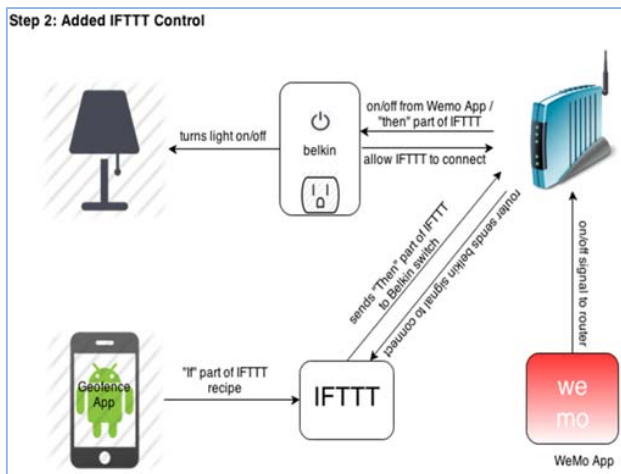 Step 2: Added IFTTT Control
on/off from Wemo App /
"then" part of IFTTT
turns light on/off
belkin
allow IFTTT to connect
sends "Then" part of IFTTT
to Belkin switch
router sends belkin signal to connect
on/off signal to router
Geofence
App
"If" part of IFTTT
recipe
IFTTT
we
mo
WeMo App